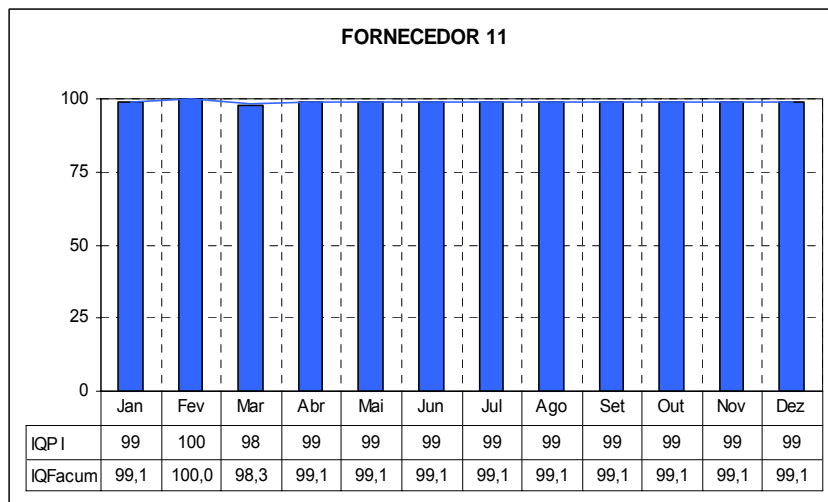 FORNECEDOR 11
100
75
50
25
0
Jan Fev Mar Abr Mai Jun Jul Ago Set Out Nov Dez
IQP I 99 100 98 99 99 99 99 99 99 99 99 99
IQFacum 99,1 100,0 98,3 99,1 99,1 99,1 99,1 99,1 99,1 99,1 99,1 99,1